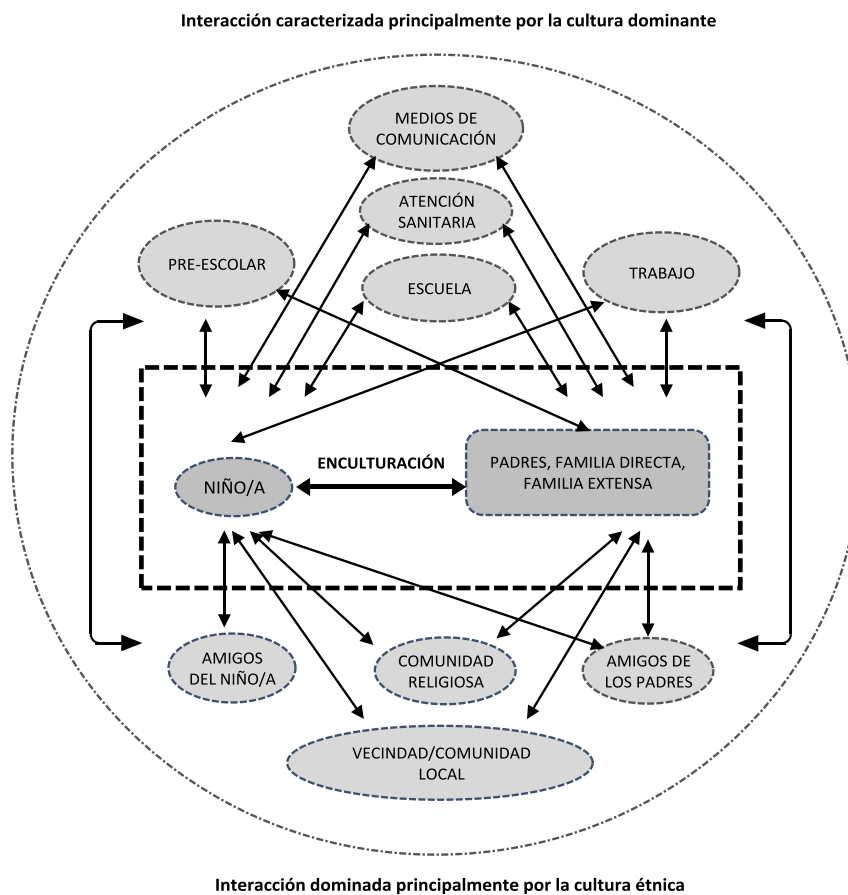 Interacción caracterizada principalmente por la cultura dominante
MEDIOS DE
COMUNICACIÓN
ATENCIÓN
SANITARIA
PRE-ESCOLAR
ESCUELA
TRABAJO
ENCULTURACIÓN
NIÑO/A
PADRES, FAMILIA DIRECTA,
FAMILIA EXTENSA
AMIGOS
DEL NIÑO/A
COMUNIDAD
RELIGIOSA
AMIGOS DE
LOS PADRES
VECINDAD/COMUNIDAD
LOCAL
Interacción dominada principalmente por la cultura étnica